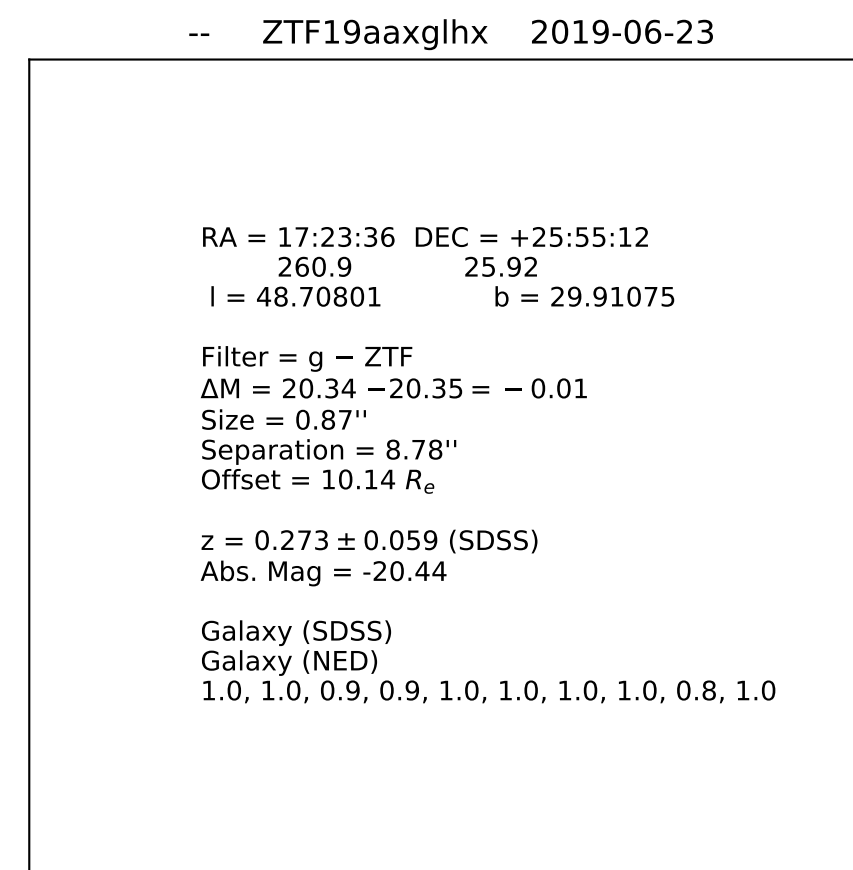 -- ZTF19aaxglhx 2019-06-23
RA = 17:23:36 DEC = +25:55:12
260.9 25.92
l = 48.70801 b = 29.91075
Filter = g − ZTF
ΔM = 20.34 −20.35 = − 0.01
Size = 0.87''
Separation = 8.78''
Offset = 10.14 Re
z = 0.273 ± 0.059 (SDSS)
Abs. Mag = -20.44
Galaxy (SDSS)
Galaxy (NED)
1.0, 1.0, 0.9, 0.9, 1.0, 1.0, 1.0, 1.0, 0.8, 1.0